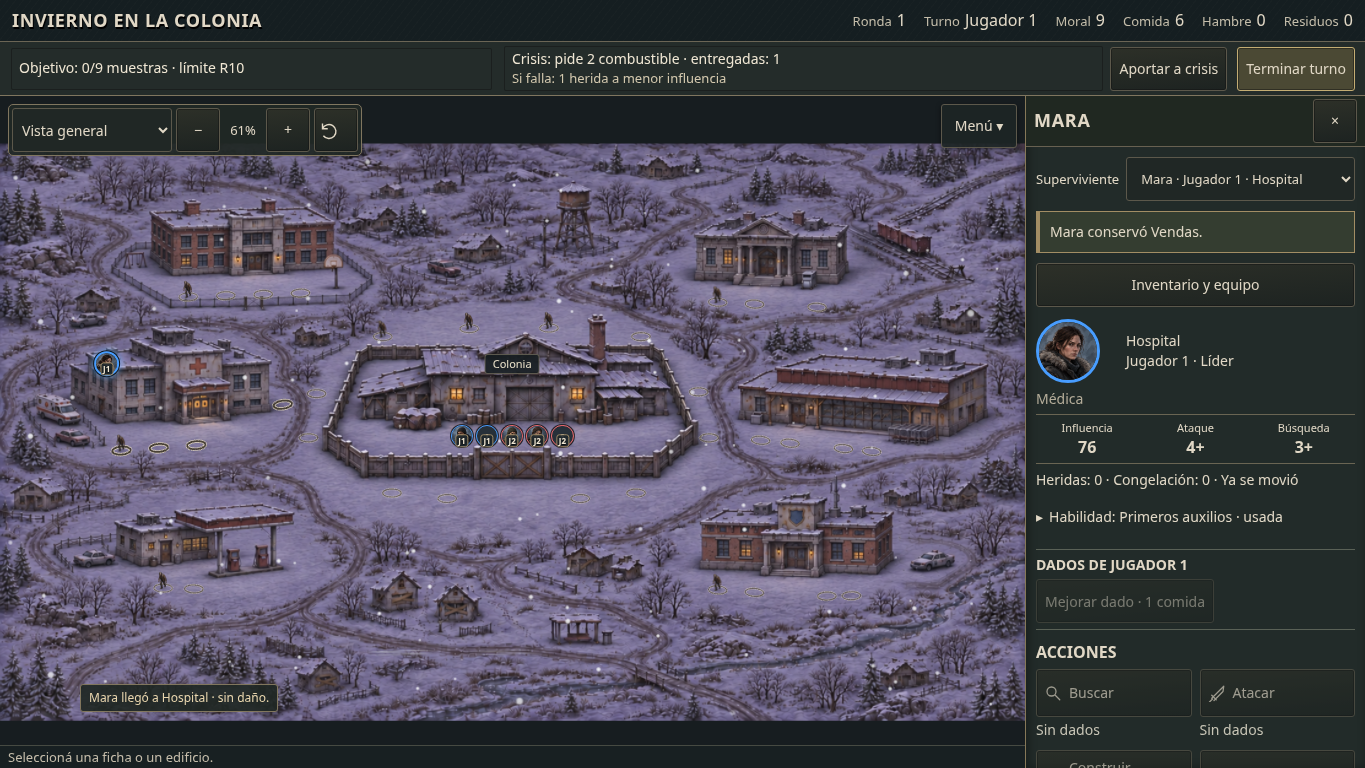 INVIERNO EN LA COLONIA
Ronda 1 Turno Jugador 1 Moral 9 Comida 6 Hambre 0 Residuos 0
Objetivo: 0/9 muestras · límite R10
Crisis: pide 2 combustible · entregadas: 1
Si falla: 1 herida a menor influencia
Aportar a crisis
Terminar turno
Vista general
− 61% +
Menú ▾
Colonia
J1
J1 J1 J2 J2 J2
Mara llegó a Hospital · sin daño.
Seleccioná una ficha o un edificio.
MARA
×
Superviviente
Mara · Jugador 1 · Hospital
Mara conservó Vendas.
Inventario y equipo
Hospital
Jugador 1 · Líder
Médica
Influencia Ataque Búsqueda
76 4+ 3+
Heridas: 0 · Congelación: 0 · Ya se movió
▸ Habilidad: Primeros auxilios · usada
DADOS DE JUGADOR 1
Mejorar dado · 1 comida
ACCIONES
Buscar Atacar
Sin dados Sin dados
Construir